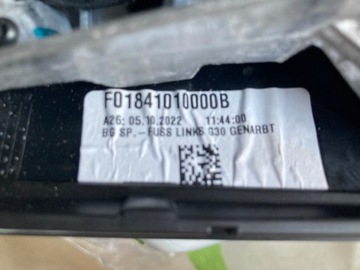 F01841010000B
A26: 05.10.2022 11:44:00
BG SP.-FUSS LINKS G30 GENARBT